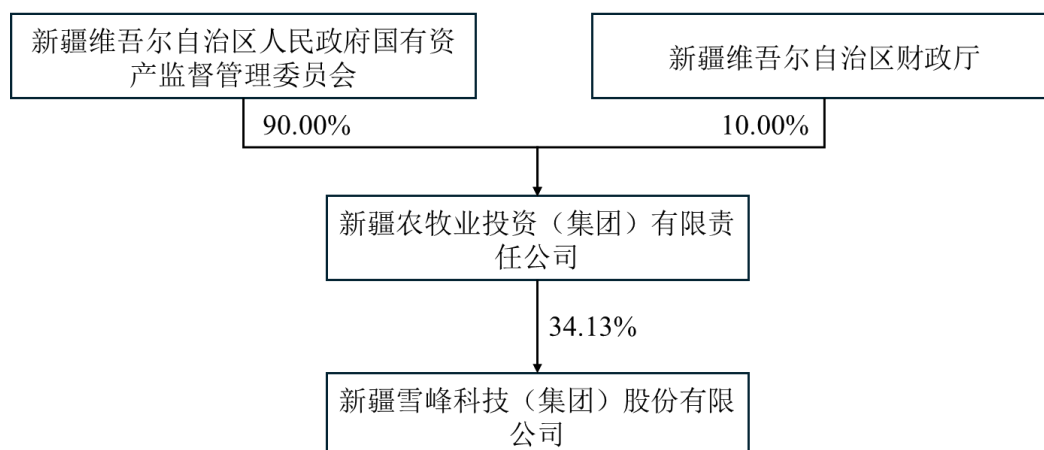 新疆维吾尔自治区人民政府国有资
产监督管理委员会
新疆维吾尔自治区财政厅
90.00%
10.00%
新疆农牧业投资（集团）有限责
任公司
34.13%
新疆雪峰科技（集团）股份有限
公司